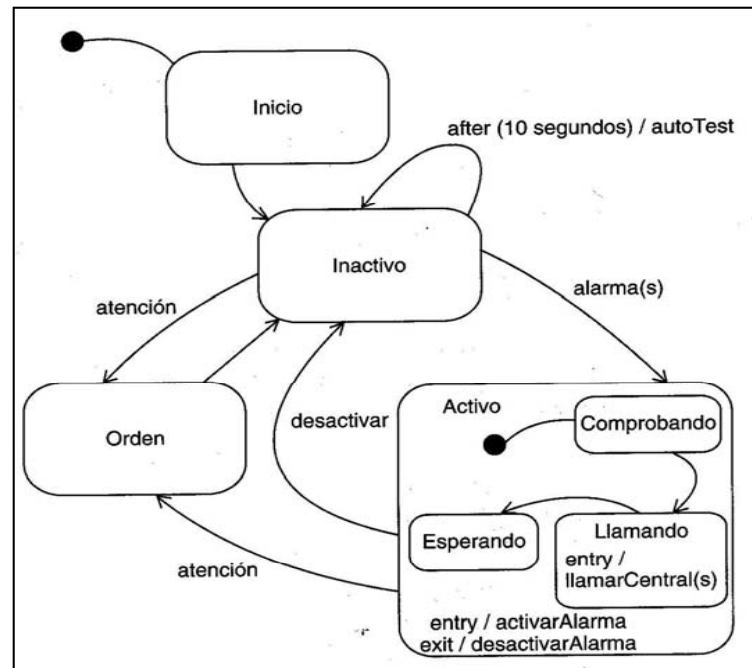 Inicio
after (10 segundos) / autoTest
Inactivo
atención
alarma(s)
Orden
desactivar
Activo
Comprobando
Esperando
Llamando
entry /
llamarCentral(s)
atención
entry / activarAlarma
exit / desactivarAlarma